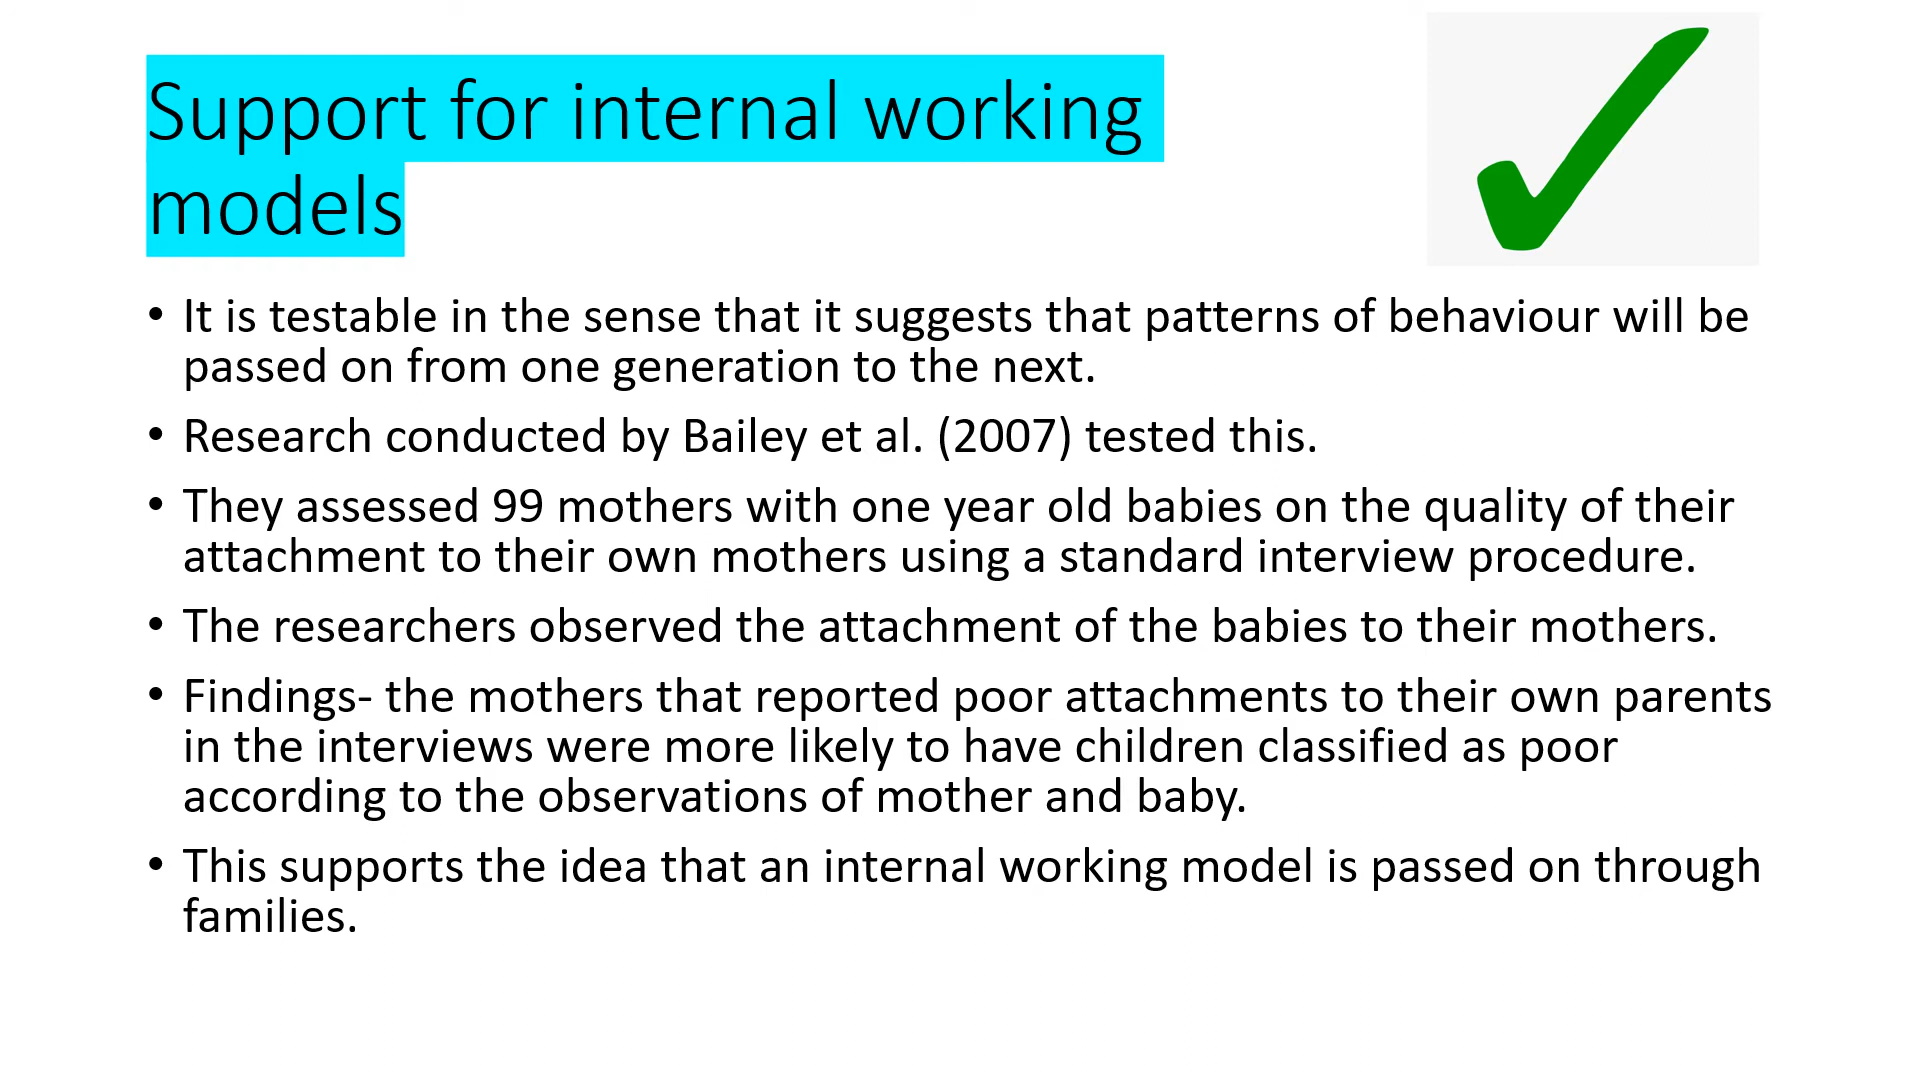 Support for internal working
models
• It is testable in the sense that it suggests that patterns of behaviour will be
passed on from one generation to the next.
• Research conducted by Bailey et al. (2007) tested this.
• They assessed 99 mothers with one year old babies on the quality of their
attachment to their own mothers using a standard interview procedure.
• The researchers observed the attachment of the babies to their mothers.
• Findings- the mothers that reported poor attachments to their own parents
in the interviews were more likely to have children classified as poor
according to the observations of mother and baby.
• This supports the idea that an internal working model is passed on through
families.